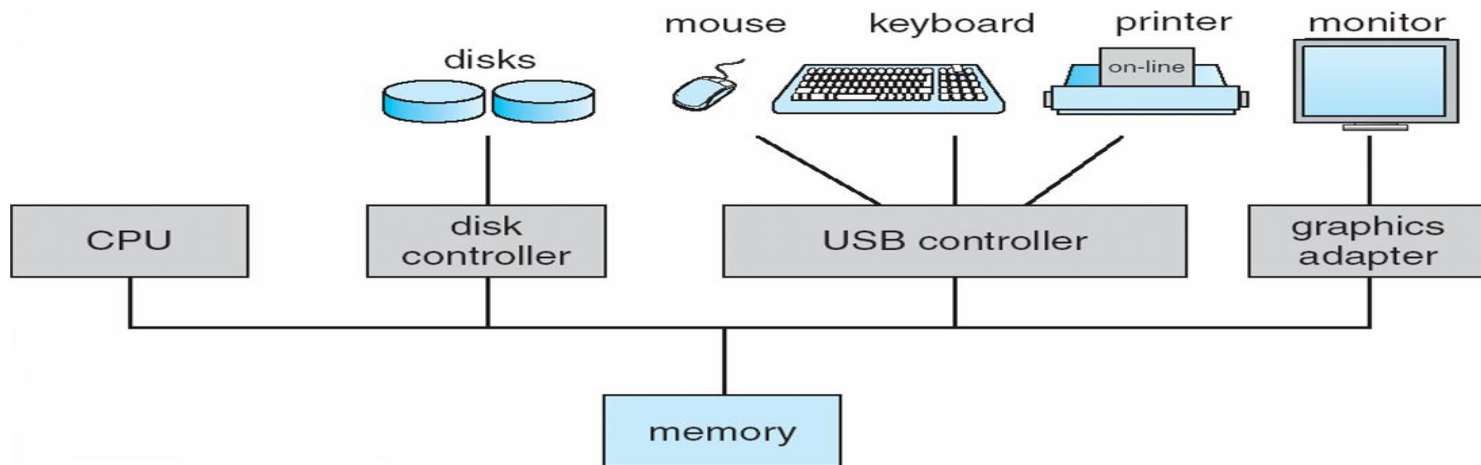 mouse
keyboard
printer
monitor
disks
on-line
CPU
disk
controller
USB controller
graphics
adapter
memory